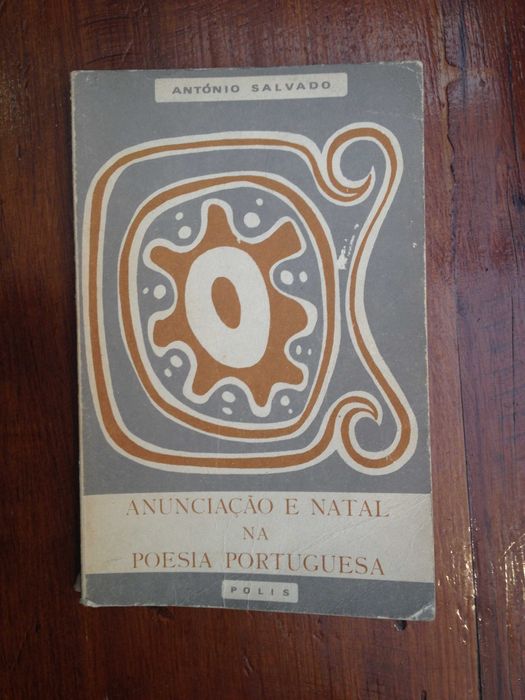 ANTÓNIO SALVADO
ANUNCIAÇÃO E NATAL
NA
POESIA PORTUGUESA
POLIS